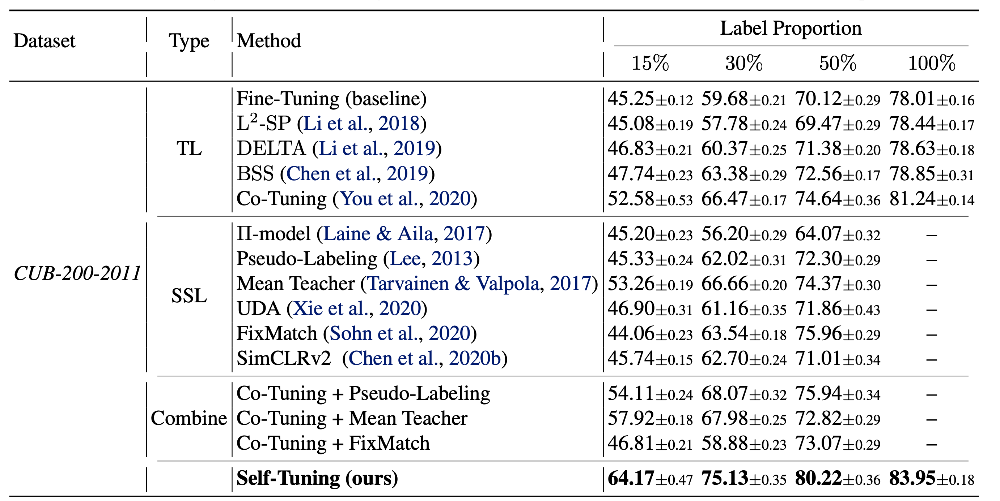 Dataset Type Method Label Proportion
15% 30% 50% 100%
Fine-Tuning (baseline) 45.25±0.12 59.68±0.21 70.12±0.29 78.01±0.16
L²-SP (Li et al., 2018) 45.08±0.19 57.78±0.24 69.47±0.29 78.44±0.17
TL DELTA (Li et al., 2019) 46.83±0.21 60.37±0.25 71.38±0.20 78.63±0.18
BSS (Chen et al., 2019) 47.74±0.23 63.38±0.29 72.56±0.17 78.85±0.31
Co-Tuning (You et al., 2020) 52.58±0.53 66.47±0.17 74.64±0.36 81.24±0.14
Π-model (Laine & Aila, 2017) 45.20±0.23 56.20±0.29 64.07±0.32 –
Pseudo-Labeling (Lee, 2013) 45.33±0.24 62.02±0.31 72.30±0.29 –
CUB-200-2011
Mean Teacher (Tarvainen & Valpola, 2017) 53.26±0.19 66.66±0.20 74.37±0.30 –
SSL
UDA (Xie et al., 2020) 46.90±0.31 61.16±0.35 71.86±0.43 –
FixMatch (Sohn et al., 2020) 44.06±0.23 63.54±0.18 75.96±0.29 –
SimCLRv2 (Chen et al., 2020b) 45.74±0.15 62.70±0.24 71.01±0.34 –
Co-Tuning + Pseudo-Labeling 54.11±0.24 68.07±0.32 75.94±0.34 –
Combine Co-Tuning + Mean Teacher 57.92±0.18 67.98±0.25 72.82±0.29 –
Co-Tuning + FixMatch 46.81±0.21 58.88±0.23 73.07±0.29 –
Self-Tuning (ours) 64.17±0.47 75.13±0.35 80.22±0.36 83.95±0.18